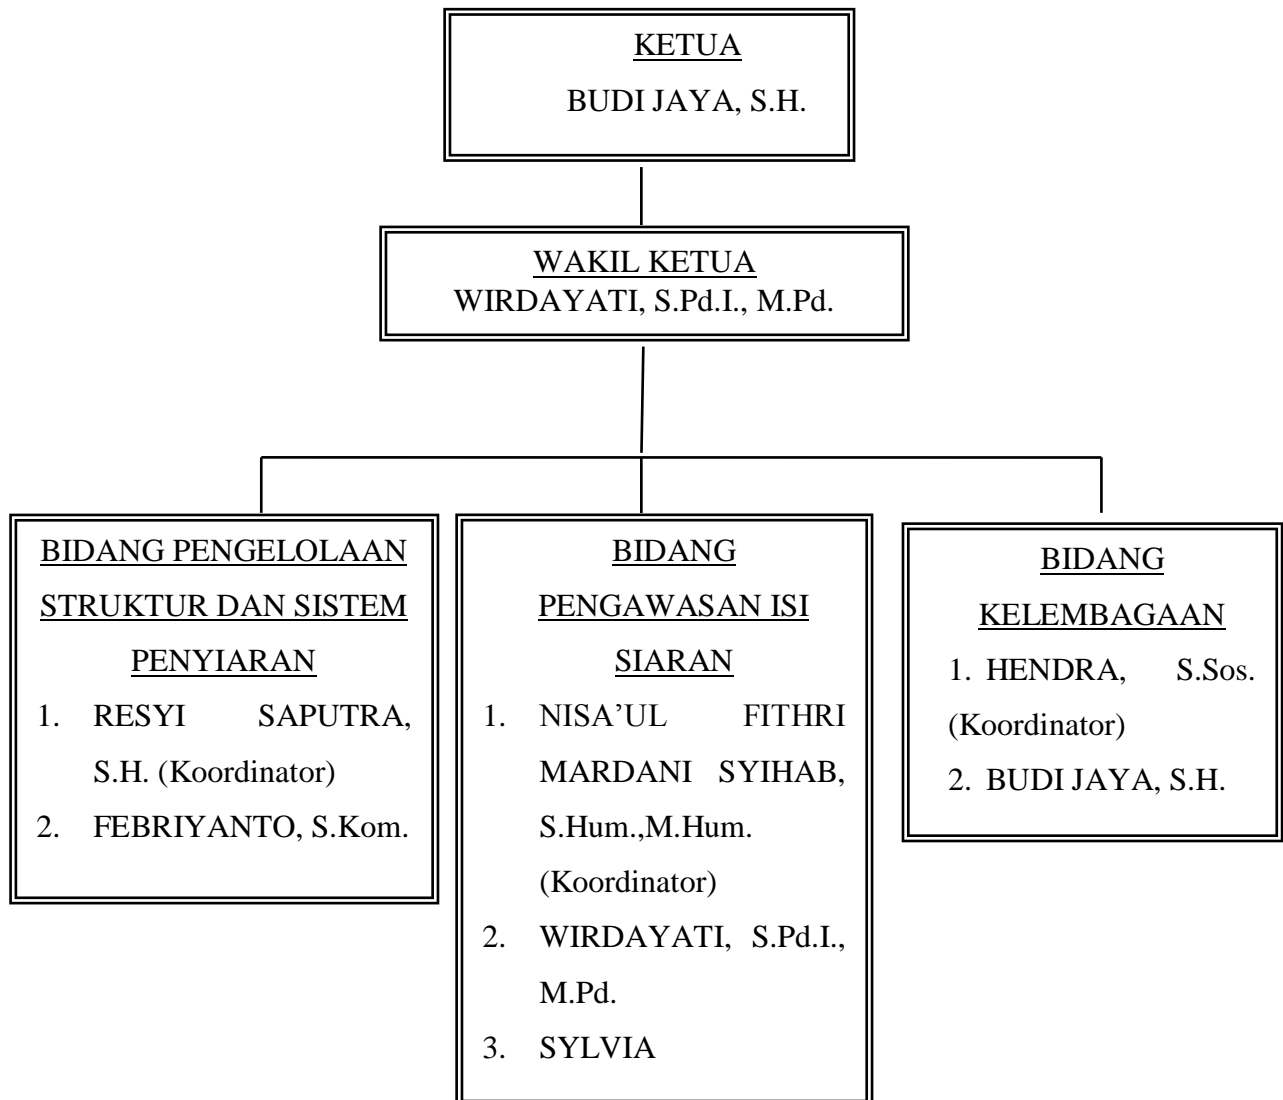 KETUA
BUDI JAYA, S.H.
WAKIL KETUA
WIRDAYATI, S.Pd.I., M.Pd.
BIDANG PENGELOLAAN
STRUKTUR DAN SISTEM
PENYIARAN
1. RESYI SAPUTRA,
S.H. (Koordinator)
2. FEBRIYANTO, S.Kom.
BIDANG
PENGAWASAN ISI
SIARAN
1. NISA’UL FITHRI
MARDANI SYIHAB,
S.Hum.,M.Hum.
(Koordinator)
2. WIRDAYATI, S.Pd.I.,
M.Pd.
3. SYLVIA
BIDANG
KELEMBAGAAN
1. HENDRA, S.Sos.
(Koordinator)
2. BUDI JAYA, S.H.